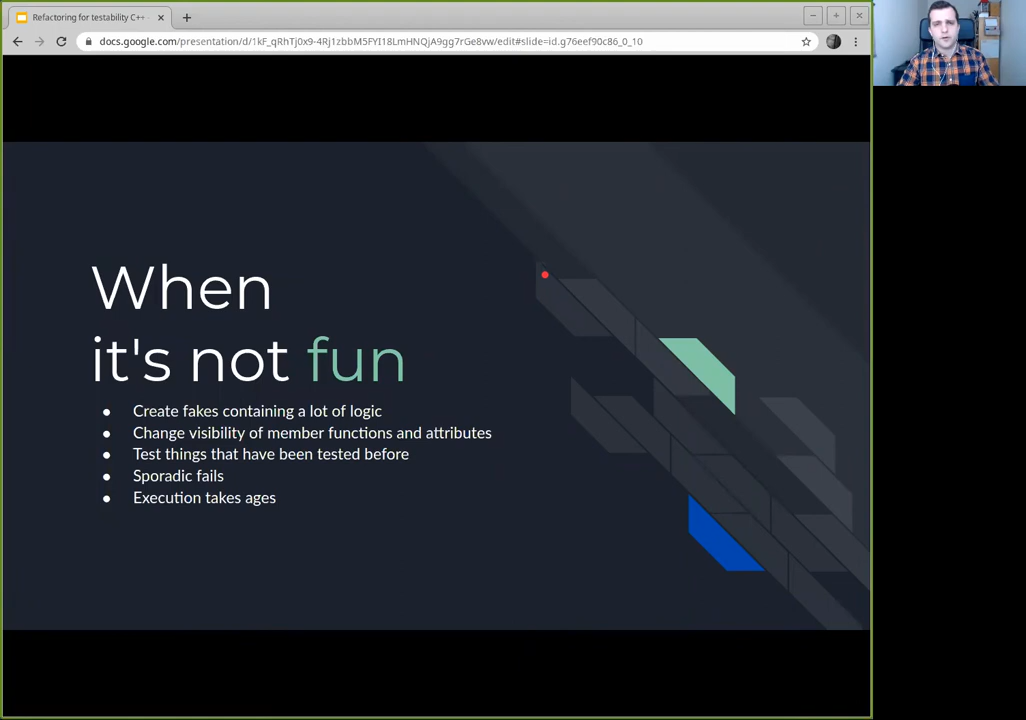 Refactoring for testability C++ -
docs.google.com/presentation/d/1kF_qRhTj0x9-4Rj1zbbM5FYI18LmHNQjA9gg7rGe8vw/edit#slide=id.g76eef90c86_0_10
When
it's not fun
● Create fakes containing a lot of logic
● Change visibility of member functions and attributes
● Test things that have been tested before
● Sporadic fails
● Execution takes ages